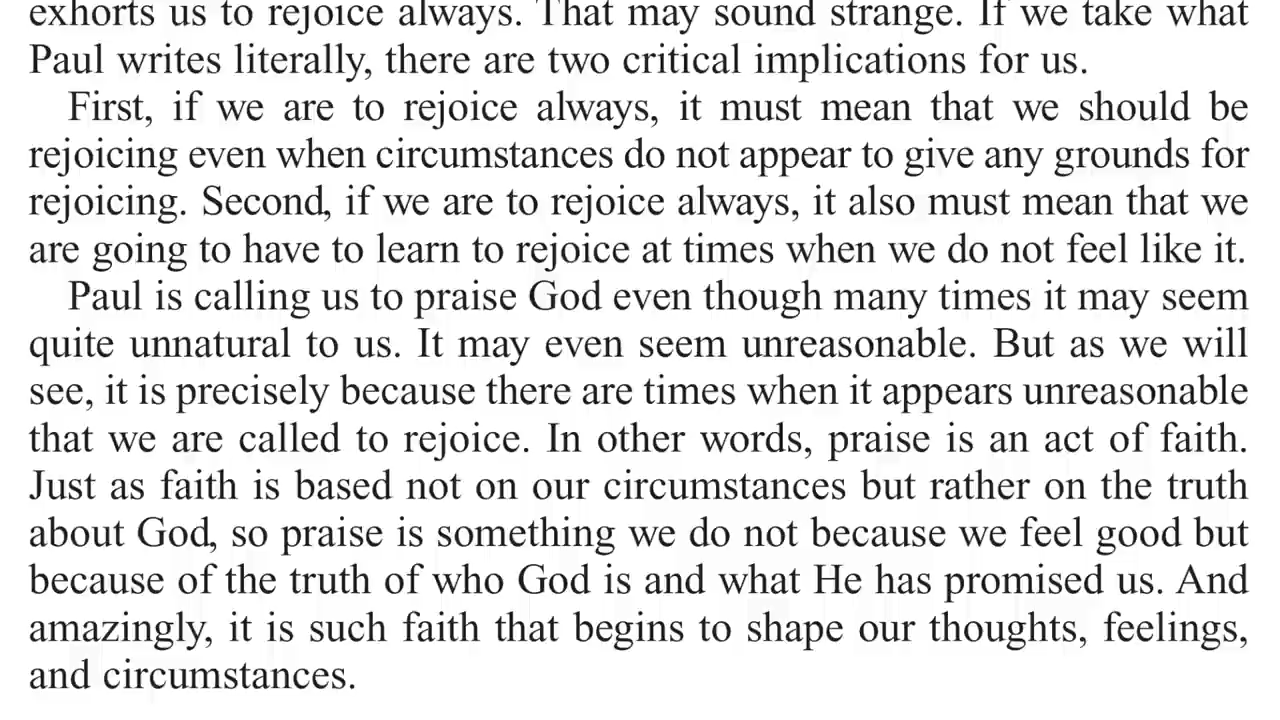 exhorts us to rejoice always. That may sound strange. If we take what
Paul writes literally, there are two critical implications for us.
First, if we are to rejoice always, it must mean that we should be
rejoicing even when circumstances do not appear to give any grounds for
rejoicing. Second, if we are to rejoice always, it also must mean that we
are going to have to learn to rejoice at times when we do not feel like it.
Paul is calling us to praise God even though many times it may seem
quite unnatural to us. It may even seem unreasonable. But as we will
see, it is precisely because there are times when it appears unreasonable
that we are called to rejoice. In other words, praise is an act of faith.
Just as faith is based not on our circumstances but rather on the truth
about God, so praise is something we do not because we feel good but
because of the truth of who God is and what He has promised us. And
amazingly, it is such faith that begins to shape our thoughts, feelings,
and circumstances.